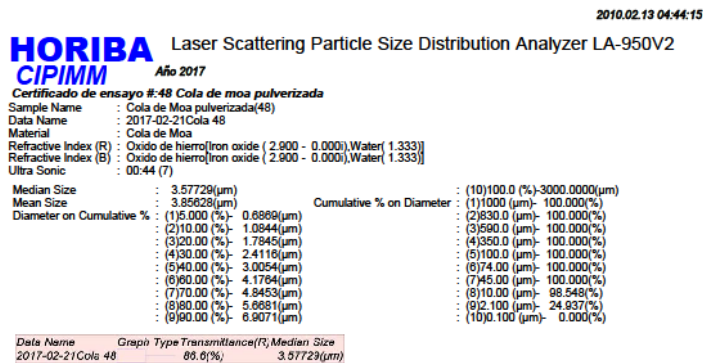 2010.02.13 04:44:15
HORIBA Laser Scattering Particle Size Distribution Analyzer LA-950V2
CIPIMM Año 2017
Certificado de ensayo #:48 Cola de moa pulverizada
Sample Name : Cola de Moa pulverizada(48)
Data Name : 2017-02-21Cola 48
Material : Cola de Moa
Refractive Index (R) : Oxido de hierro[Iron oxide ( 2.900 - 0.000i),Water( 1.333)]
Refractive Index (B) : Oxido de hierro[Iron oxide ( 2.900 - 0.000i),Water( 1.333)]
Ultra Sonic : 00:44 (7)
Median Size : 3.57729(µm) : (10)100.0 (%)-3000.0000(µm)
Mean Size : 3.85628(µm) Cumulative % on Diameter : (1)1000 (µm)- 100.000(%)
Diameter on Cumulative % : (1)5.000 (%)- 0.6869(µm) : (2)830.0 (µm)- 100.000(%)
: (2)10.00 (%)- 1.0844(µm) : (3)590.0 (µm)- 100.000(%)
: (3)20.00 (%)- 1.7845(µm) : (4)350.0 (µm)- 100.000(%)
: (4)30.00 (%)- 2.4116(µm) : (5)100.0 (µm)- 100.000(%)
: (5)40.00 (%)- 3.0054(µm) : (6)74.00 (µm)- 100.000(%)
: (6)60.00 (%)- 4.1764(µm) : (7)45.00 (µm)- 100.000(%)
: (7)70.00 (%)- 4.8453(µm) : (8)10.00 (µm)- 98.548(%)
: (8)80.00 (%)- 5.6681(µm) : (9)2.100 (µm)- 24.937(%)
: (9)90.00 (%)- 6.9071(µm) : (10)0.100 (µm)- 0.000(%)
Data Name Graph Type Transmittance(R) Median Size
2017-02-21Cola 48 86.6(%) 3.57729(µm)